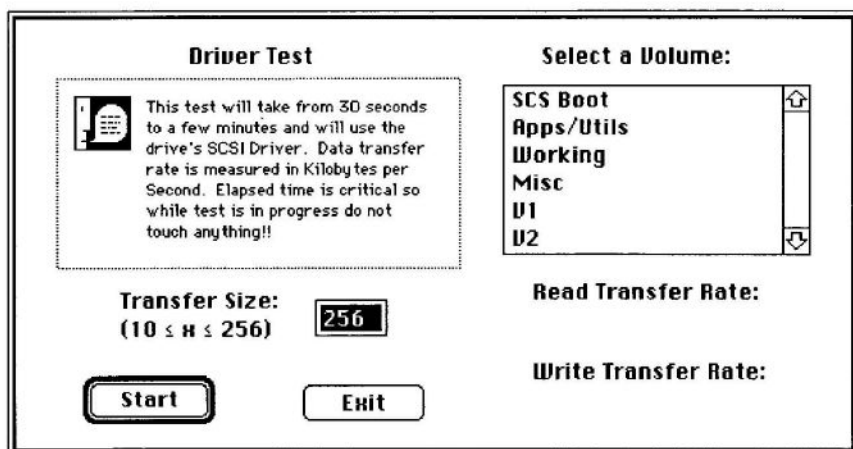 Driver Test
This test will take from 30 seconds
to a few minutes and will use the
drive's SCSI Driver. Data transfer
rate is measured in Kilobytes per
Second. Elapsed time is critical so
while test is in progress do not
touch anything!!
Transfer Size:
(10 ≤ x ≤ 256)
256
Start
Exit
Select a Volume:
SCS Boot
Apps/Utils
Working
Misc
V1
V2
Read Transfer Rate:
Write Transfer Rate: